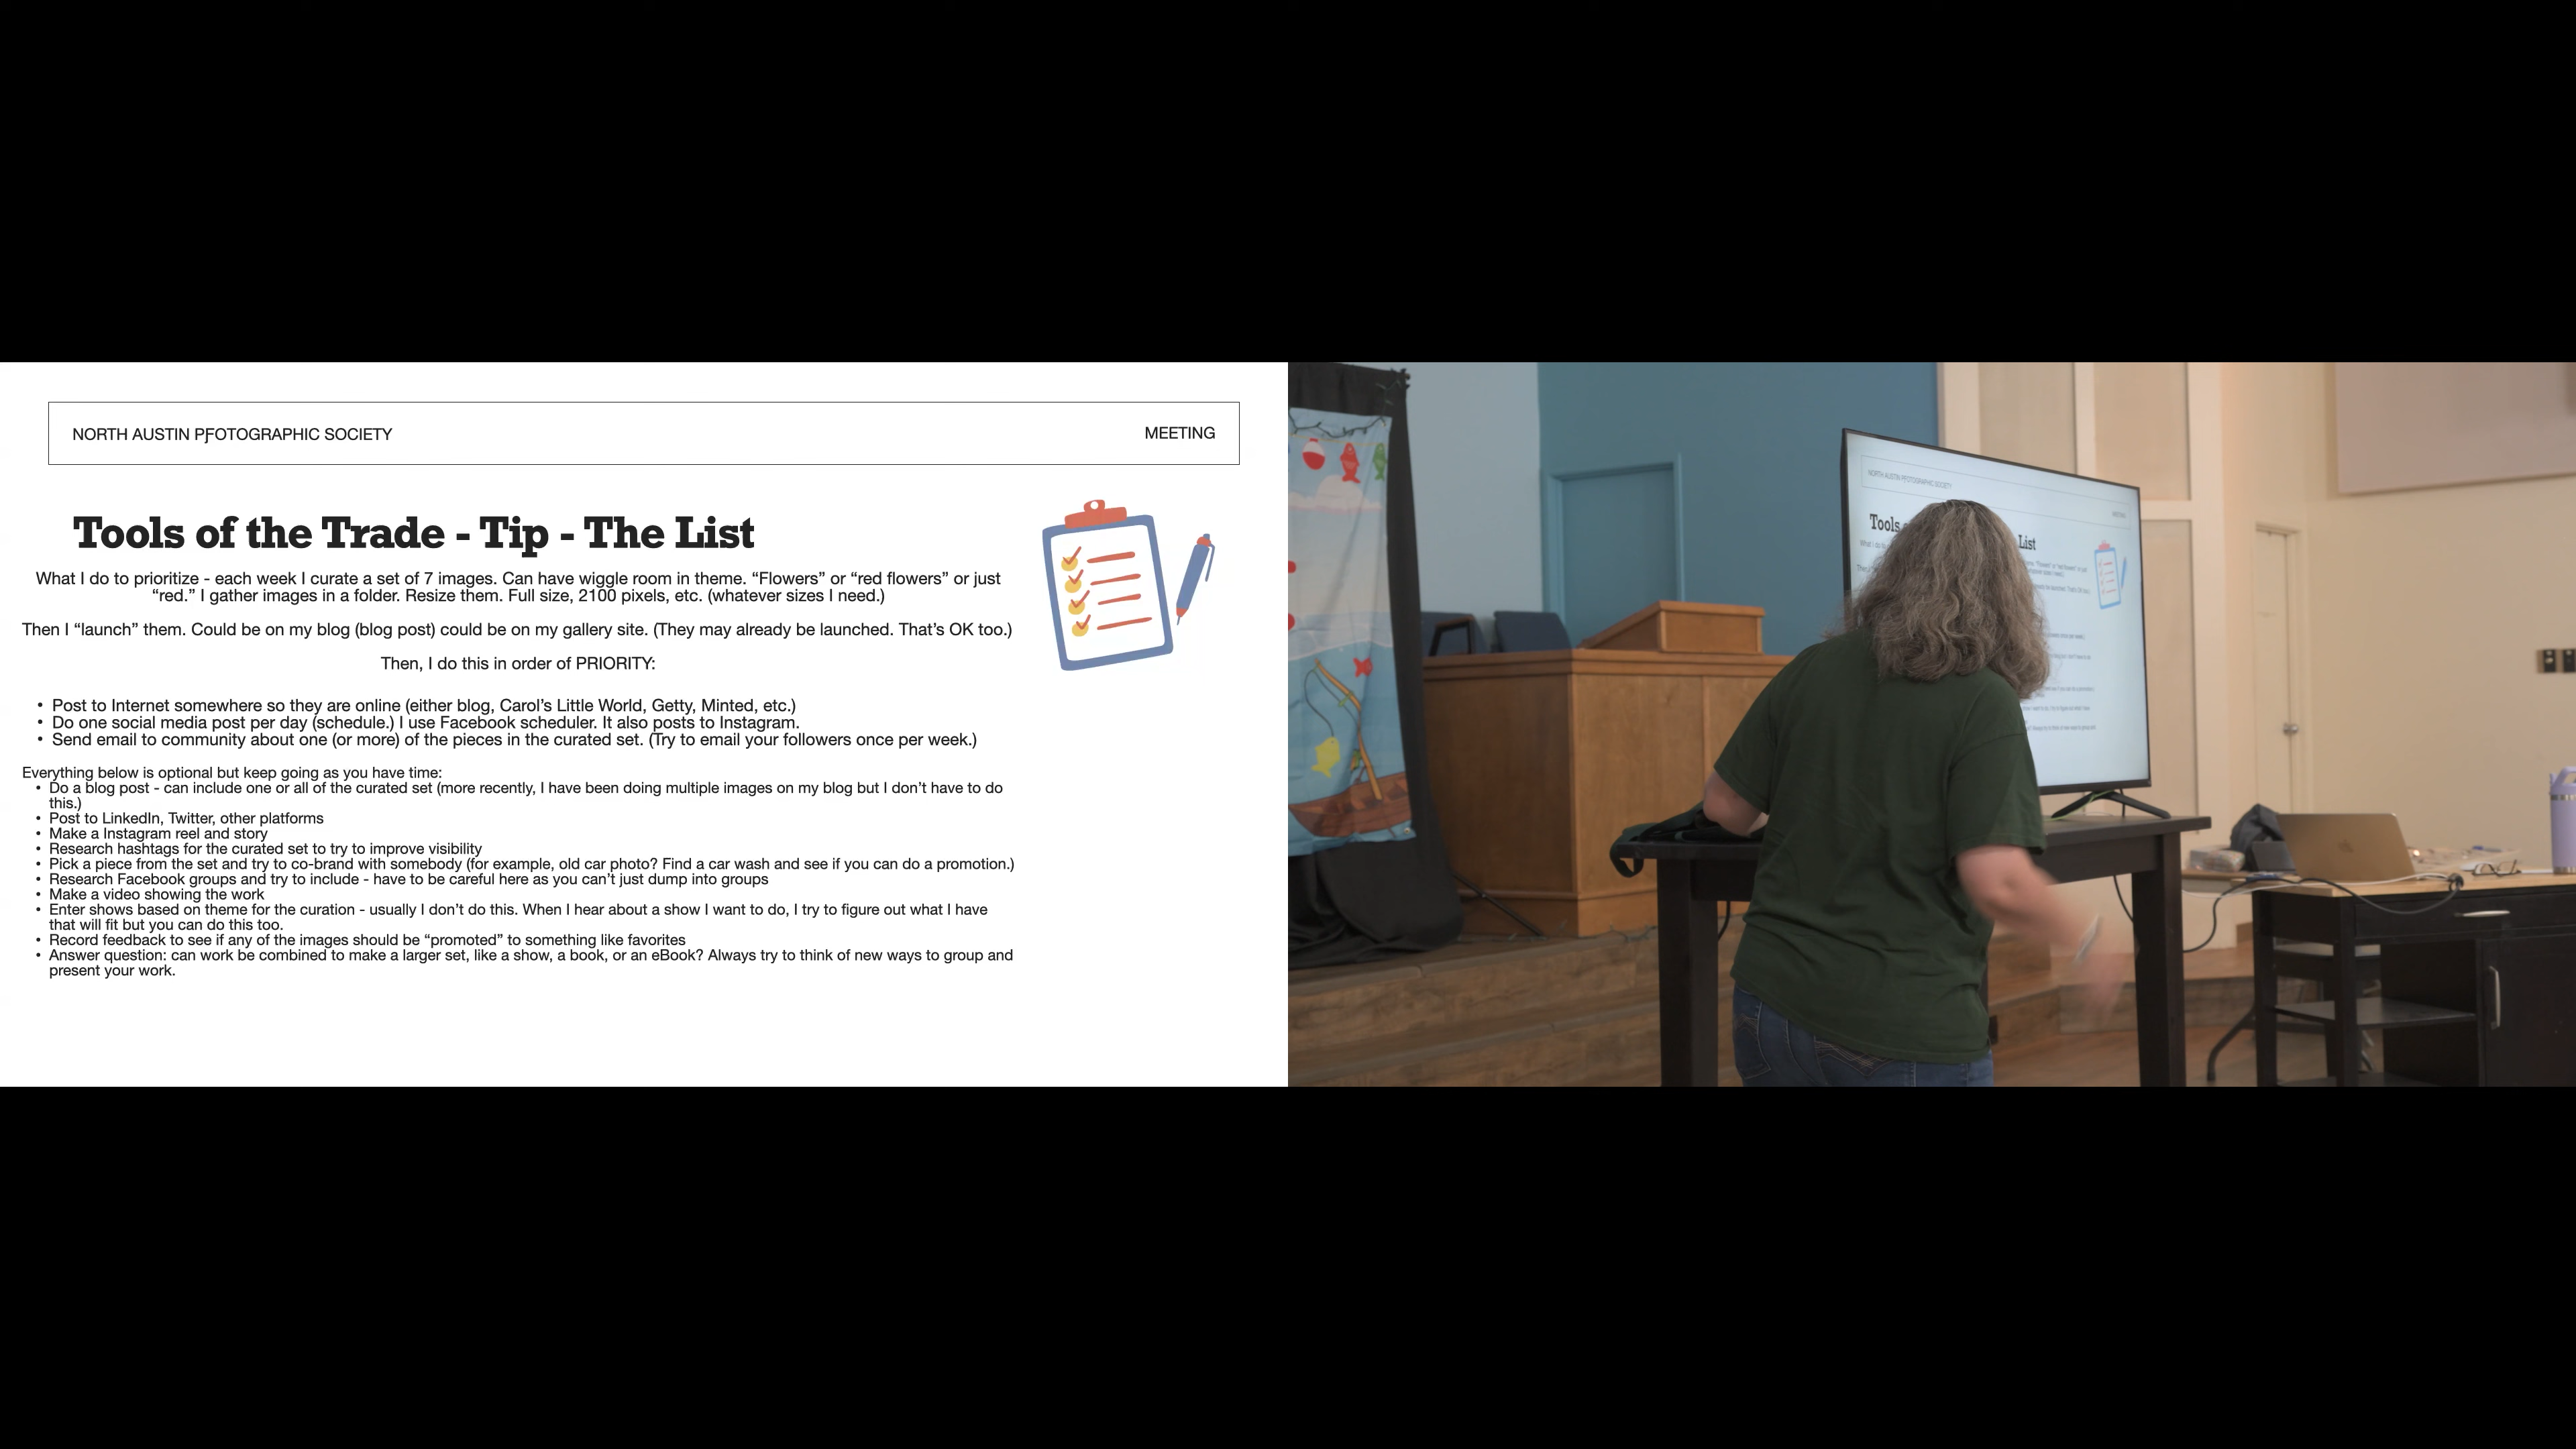 NORTH AUSTIN PFOTOGRAPHIC SOCIETY
MEETING
Tools of the Trade - Tip - The List
What I do to prioritize - each week I curate a set of 7 images. Can have wiggle room in theme. “Flowers” or “red flowers” or just
“red.” I gather images in a folder. Resize them. Full size, 2100 pixels, etc. (whatever sizes I need.)
Then I “launch” them. Could be on my blog (blog post) could be on my gallery site. (They may already be launched. That’s OK too.)
Then, I do this in order of PRIORITY:
• Post to Internet somewhere so they are online (either blog, Carol’s Little World, Getty, Minted, etc.)
• Do one social media post per day (schedule.) I use Facebook scheduler. It also posts to Instagram.
• Send email to community about one (or more) of the pieces in the curated set. (Try to email your followers once per week.)
Everything below is optional but keep going as you have time:
• Do a blog post - can include one or all of the curated set (more recently, I have been doing multiple images on my blog but I don’t have to do
this.)
• Post to LinkedIn, Twitter, other platforms
• Make a Instagram reel and story
• Research hashtags for the curated set to try to improve visibility
• Pick a piece from the set and try to co-brand with somebody (for example, old car photo? Find a car wash and see if you can do a promotion.)
• Research Facebook groups and try to include - have to be careful here as you can’t just dump into groups
• Make a video showing the work
• Enter shows based on theme for the curation - usually I don’t do this. When I hear about a show I want to do, I try to figure out what I have
that will fit but you can do this too.
• Record feedback to see if any of the images should be “promoted” to something like favorites
• Answer question: can work be combined to make a larger set, like a show, a book, or an eBook? Always try to think of new ways to group and
present your work.
NORTH AUSTIN PFOTOGRAPHIC SOCIETY
MEETING
Tools
List